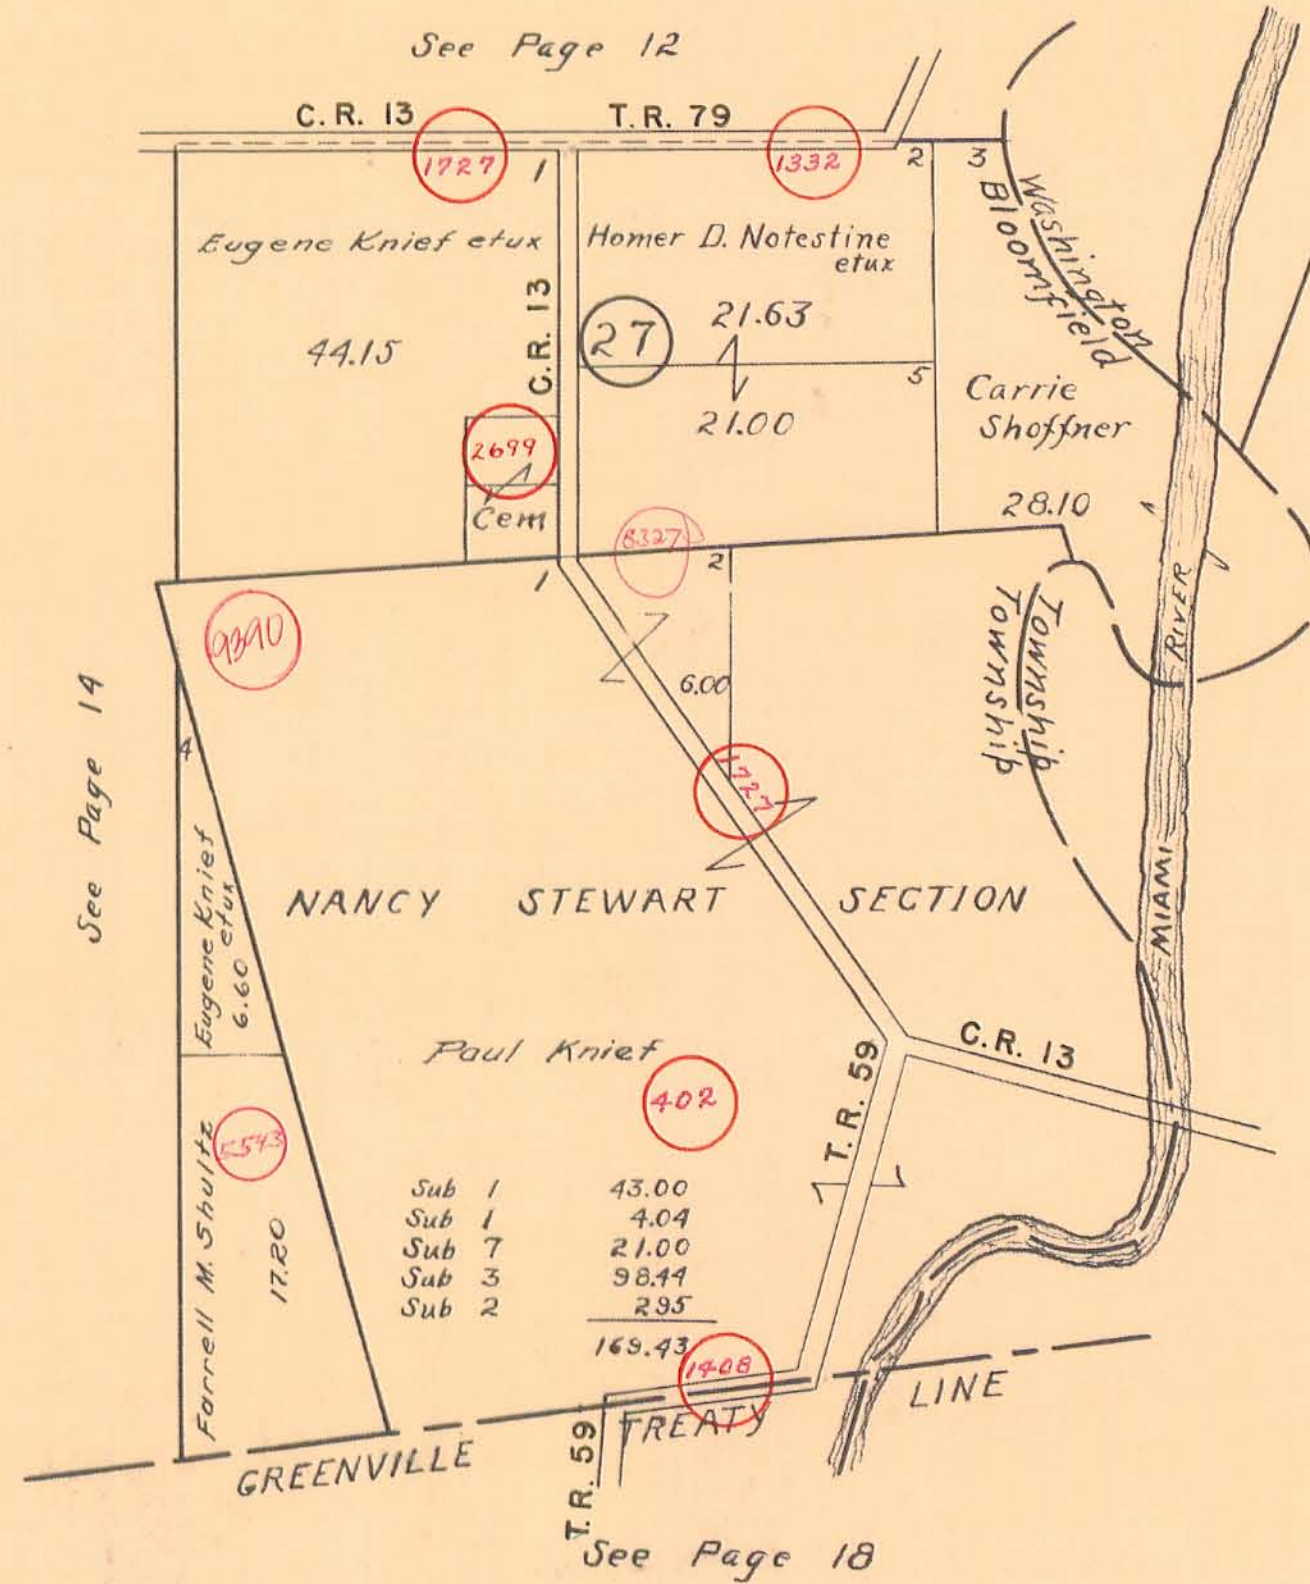 See Page 12
C. R. 13
T. R. 79
1727
1332
1
2
3
Washington
Bloomfield
Eugene Knief etux
44.15
C. R. 13
Homer D. Notestine
etux
27
21.63
21.00
5
Carrie
Shoffner
28.10
2699
Cem
8327
1
2
9390
6.00
Township
Township
MIAMI RIVER
See Page 14
4
Eugene Knief
6.60 etux
1727
NANCY STEWART SECTION
Paul Knief
402
T. R. 59
C. R. 13
Farrell M. Shultz
5543
17.20
Sub 1 43.00
Sub 1 4.04
Sub 7 21.00
Sub 3 98.44
Sub 2 295
169.43
1408
GREENVILLE TREATY LINE
T. R. 59
See Page 18